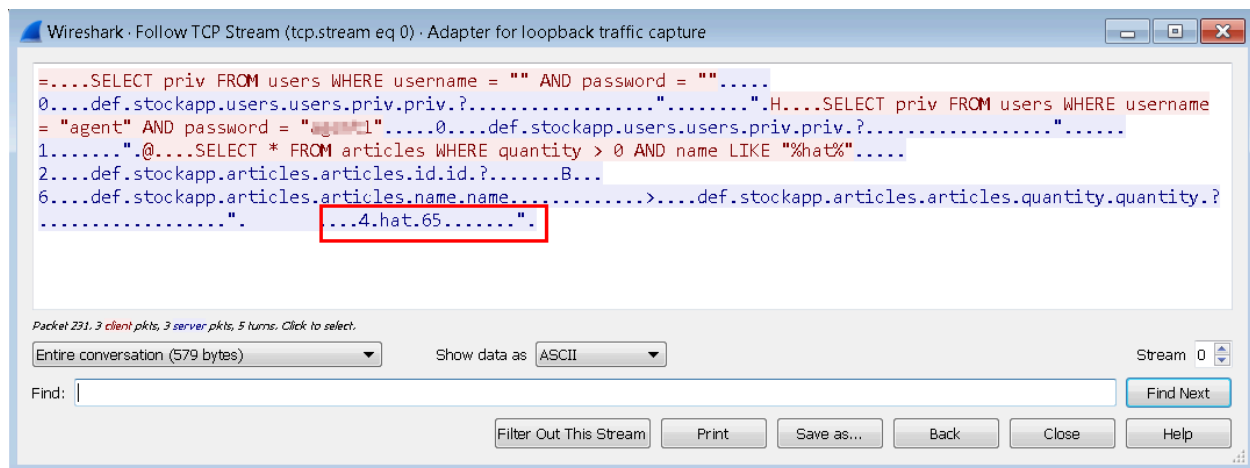 Wireshark · Follow TCP Stream (tcp.stream eq 0) · Adapter for loopback traffic capture
=....SELECT priv FROM users WHERE username = "" AND password = "".....
0....def.stockapp.users.users.priv.priv.?.................."........".H....SELECT priv FROM users WHERE username
= "agent" AND password = "1".....0....def.stockapp.users.users.priv.priv.?.................."......
1.......".@....SELECT * FROM articles WHERE quantity > 0 AND name LIKE "%hat%".....
2....def.stockapp.articles.articles.id.id.?.......B...
6....def.stockapp.articles.articles.name.name.............>....def.stockapp.articles.articles.quantity.quantity.?
..................". ....4.hat.65.......".
Packet 231. 3 client pkts, 3 server pkts, 5 turns. Click to select.
Entire conversation (579 bytes) Show data as ASCII Stream 0
Find: Find Next
Filter Out This Stream Print Save as... Back Close Help